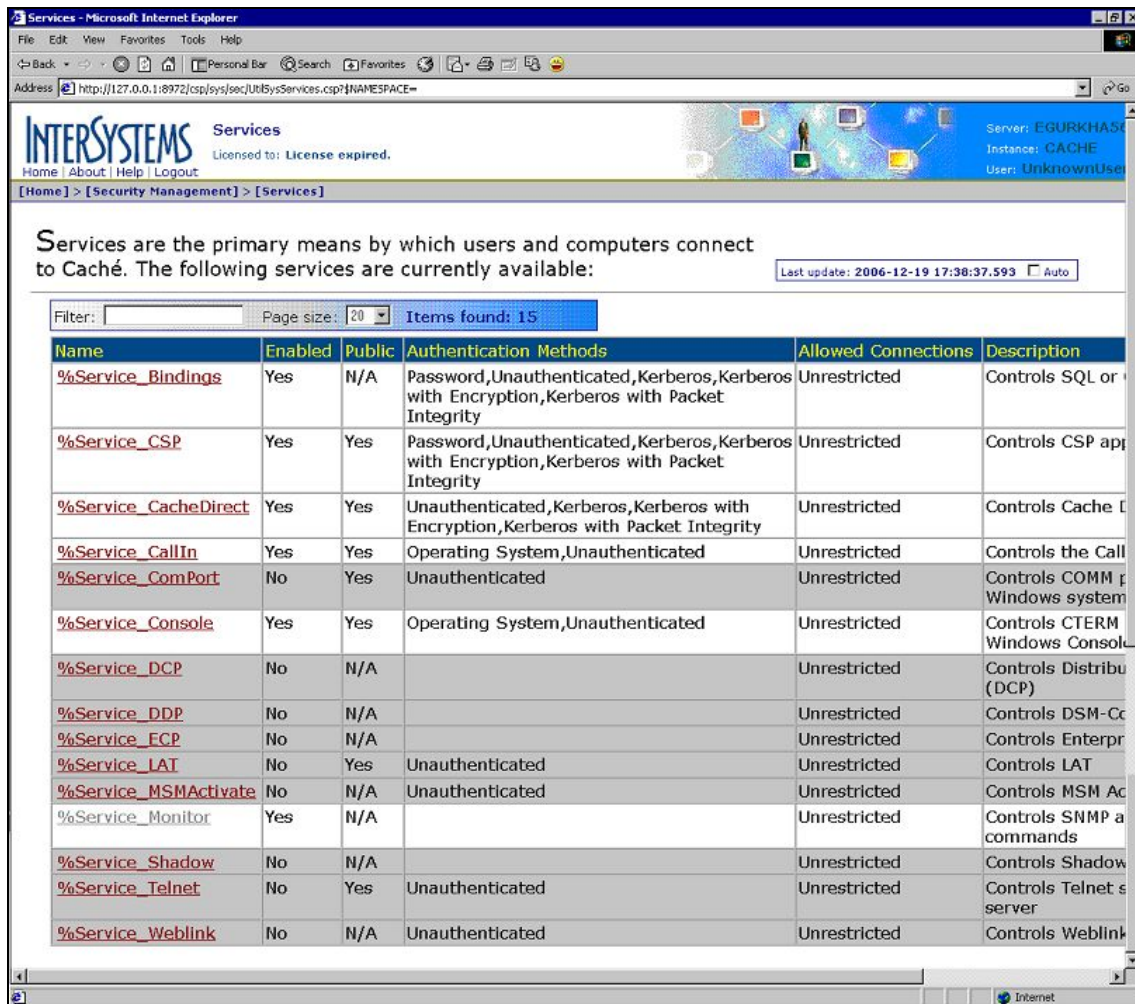 Services - Microsoft Internet Explorer
File Edit View Favorites Tools Help
Back Personal Bar Search Favorites
Address http://127.0.0.1:8972/csp/sys/sec/UtilSysServices.csp?$NAMESPACE= Go
INTERSYSTEMS Services
Licensed to: License expired.
Home | About | Help | Logout
Server: EGURKHA56
Instance: CACHE
User: UnknownUser
[Home] > [Security Management] > [Services]
Services are the primary means by which users and computers connect
to Caché. The following services are currently available:
Last update: 2006-12-19 17:38:37.593 Auto
Filter: Page size: 20 Items found: 15
Name Enabled Public Authentication Methods Allowed Connections Description
%Service_Bindings Yes N/A Password,Unauthenticated,Kerberos,Kerberos Unrestricted Controls SQL or
with Encryption,Kerberos with Packet
Integrity
%Service_CSP Yes Yes Password,Unauthenticated,Kerberos,Kerberos Unrestricted Controls CSP app
with Encryption,Kerberos with Packet
Integrity
%Service_CacheDirect Yes Yes Unauthenticated,Kerberos,Kerberos with Unrestricted Controls Cache D
Encryption,Kerberos with Packet Integrity
%Service_CallIn Yes Yes Operating System,Unauthenticated Unrestricted Controls the Call
%Service_ComPort No Yes Unauthenticated Unrestricted Controls COMM p
Windows system
%Service_Console Yes Yes Operating System,Unauthenticated Unrestricted Controls CTERM
Windows Console
%Service_DCP No N/A Unrestricted Controls Distribu
(DCP)
%Service_DDP No N/A Unrestricted Controls DSM-Co
%Service_ECP No N/A Unrestricted Controls Enterpr
%Service_LAT No Yes Unauthenticated Unrestricted Controls LAT
%Service_MSMActivate No N/A Unauthenticated Unrestricted Controls MSM Ac
%Service_Monitor Yes N/A Unrestricted Controls SNMP a
commands
%Service_Shadow No N/A Unrestricted Controls Shadow
%Service_Telnet No Yes Unauthenticated Unrestricted Controls Telnet s
server
%Service_Weblink No N/A Unauthenticated Unrestricted Controls Weblink
Internet